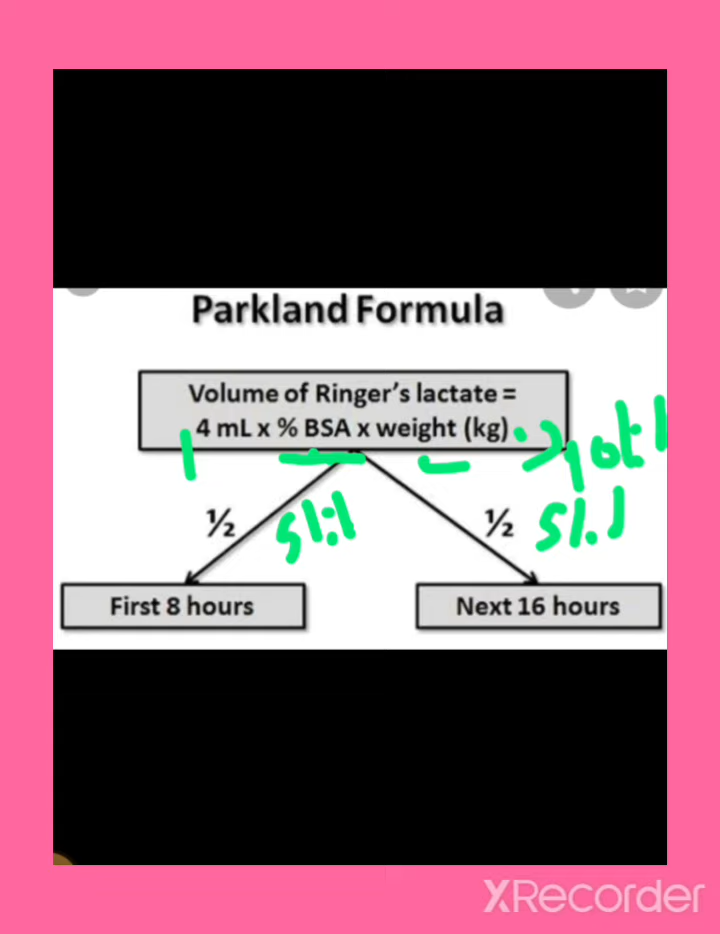 Parkland Formula
Volume of Ringer's lactate =
4 mL x % BSA x weight (kg)
½
½
First 8 hours
Next 16 hours
XRecorder